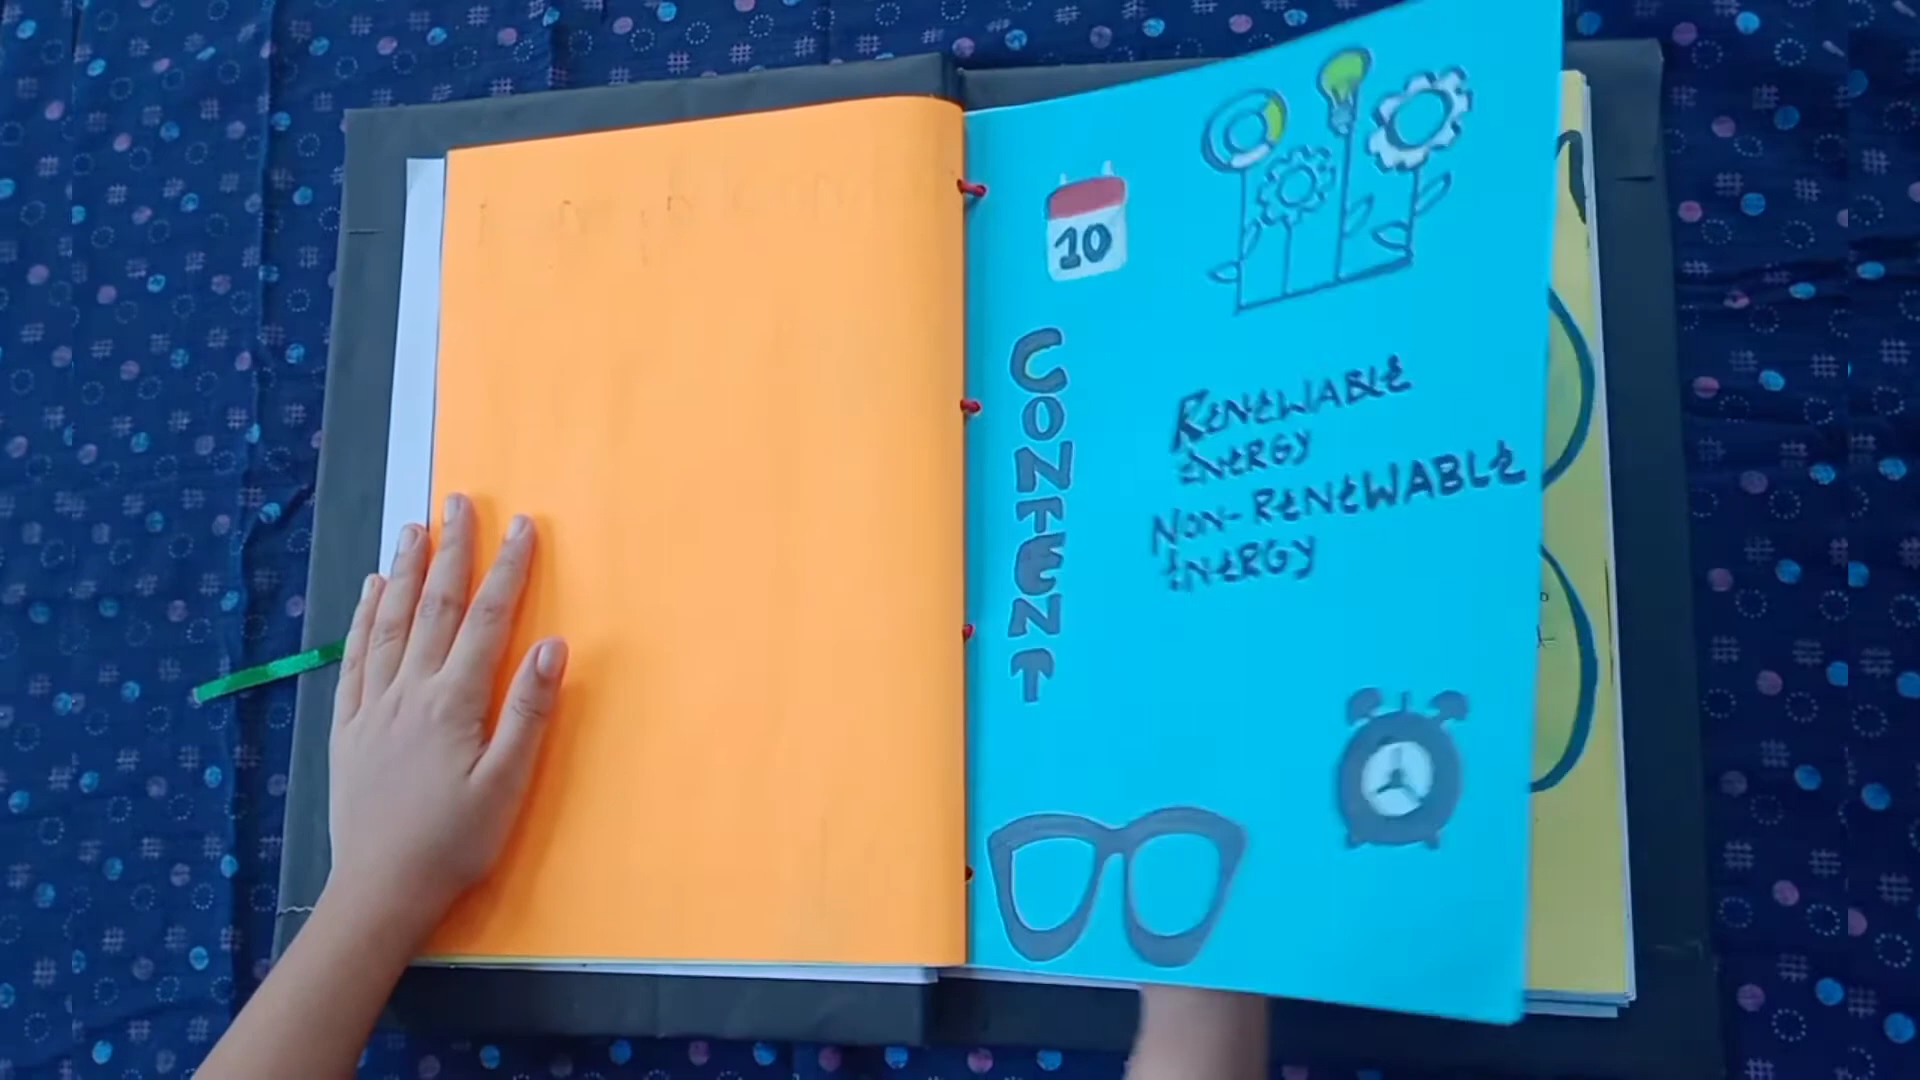 10
CONTENT
RENEWABLE
ENERGY
NON-RENEWABLE
ENERGY